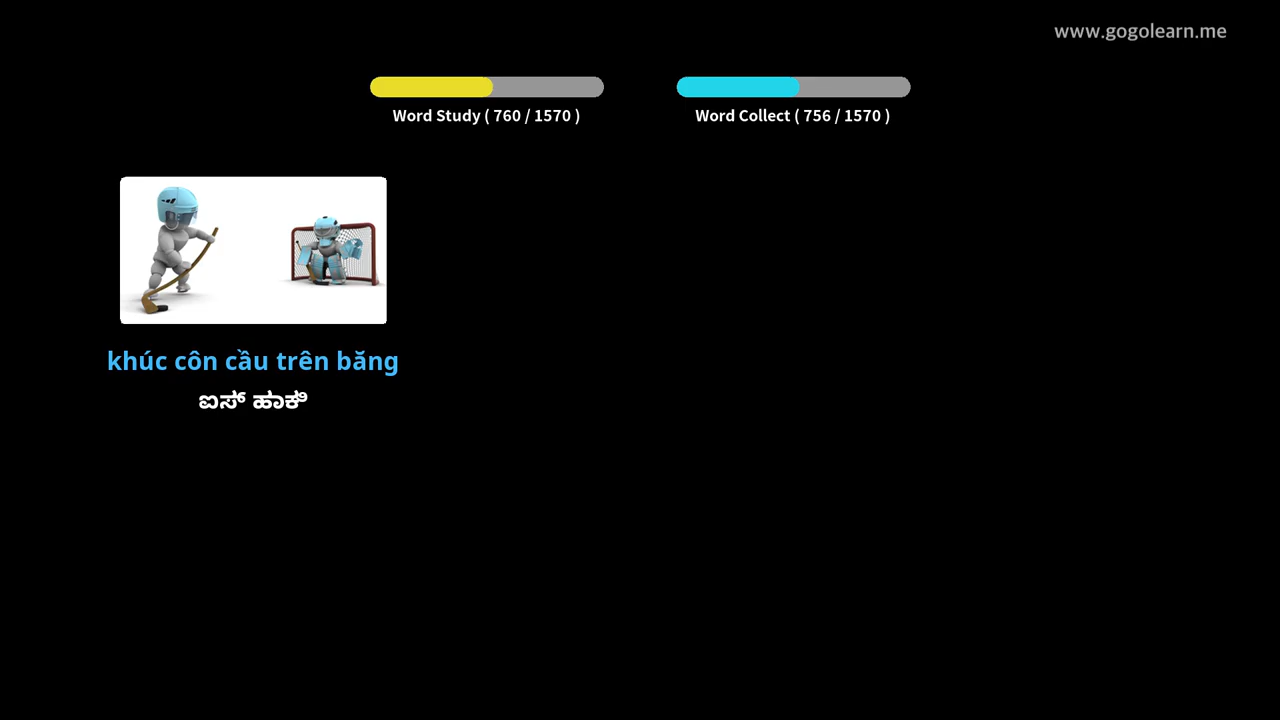 www.gogolearn.me
Word Study ( 760 / 1570 )
Word Collect ( 756 / 1570 )
khúc côn cầu trên băng
ಐಸ್ ಹಾಕಿ